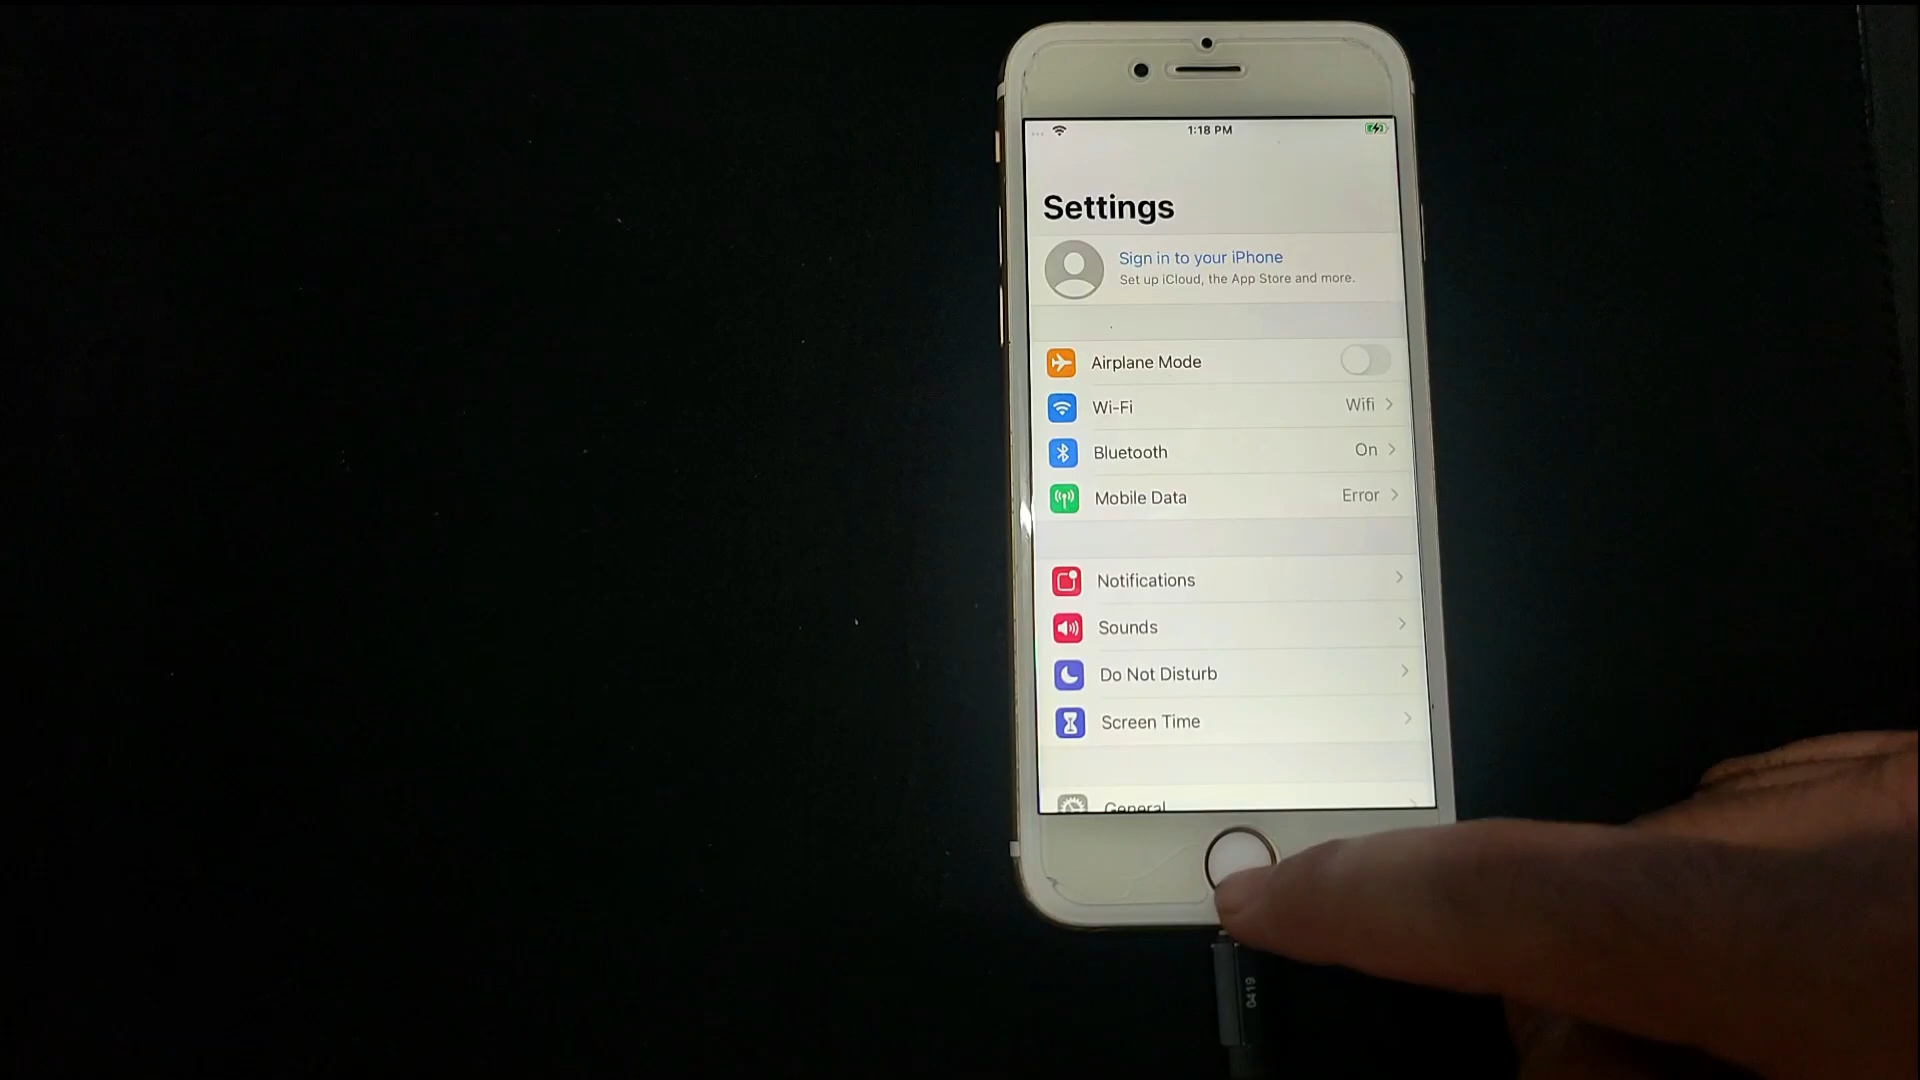 1:18 PM
Settings
Sign in to your iPhone
Set up iCloud, the App Store and more.
Airplane Mode
Wi-Fi Wifi
Bluetooth On
Mobile Data Error
Notifications
Sounds
Do Not Disturb
Screen Time
General
0419